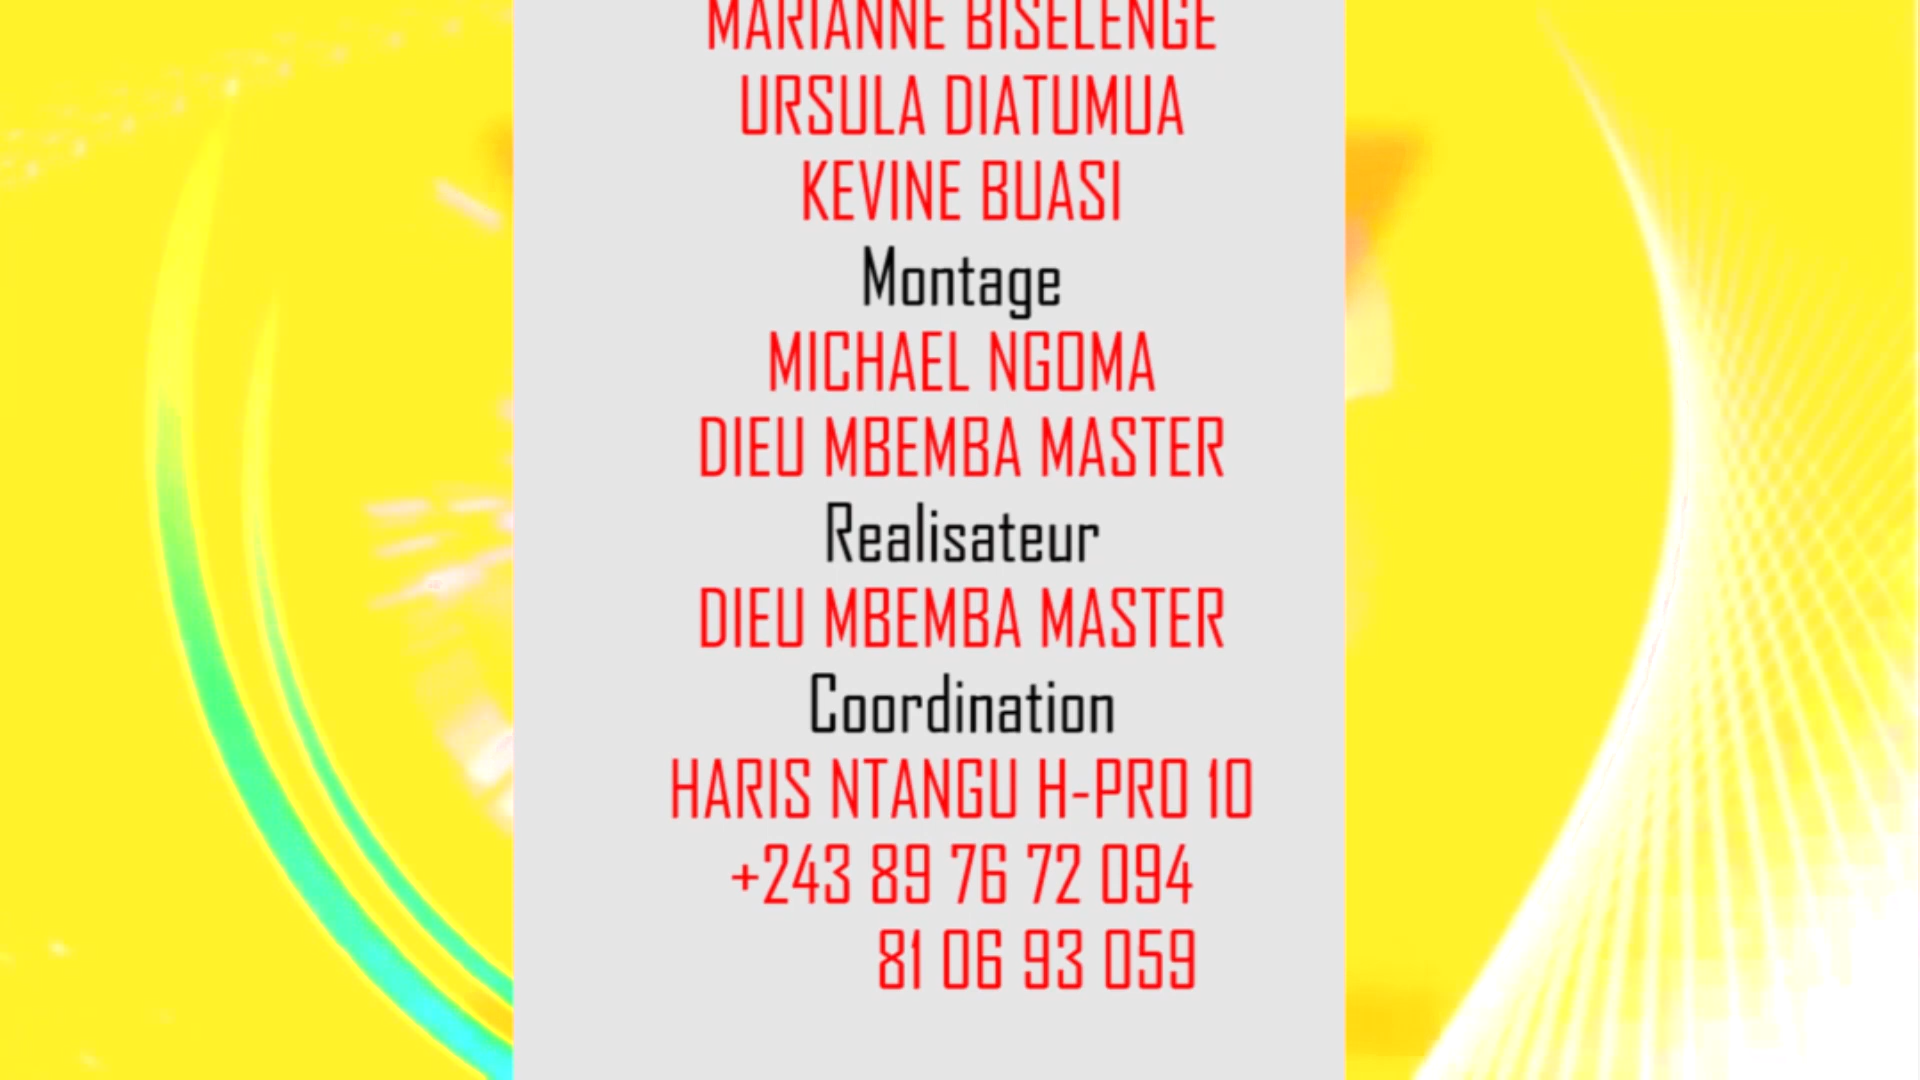 MARIANNE BISELENGE
URSULA DIATUMUA
KEVINE BUASI
Montage
MICHAEL NGOMA
DIEU MBEMBA MASTER
Realisateur
DIEU MBEMBA MASTER
Coordination
HARIS NTANGU H-PRO 10
+243 89 76 72 094
81 06 93 059